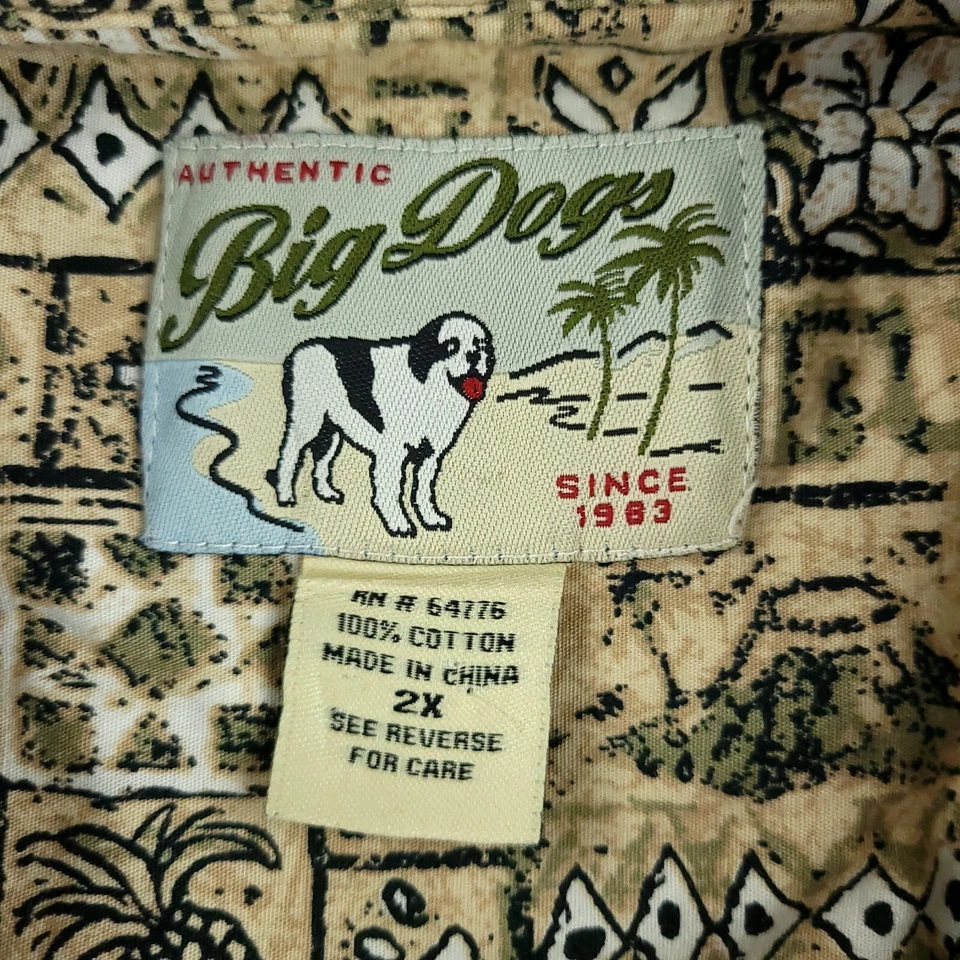 AUTHENTIC
Big Dogs
SINCE
1983
RN # 64776
100% COTTON
MADE IN CHINA
2X
SEE REVERSE
FOR CARE